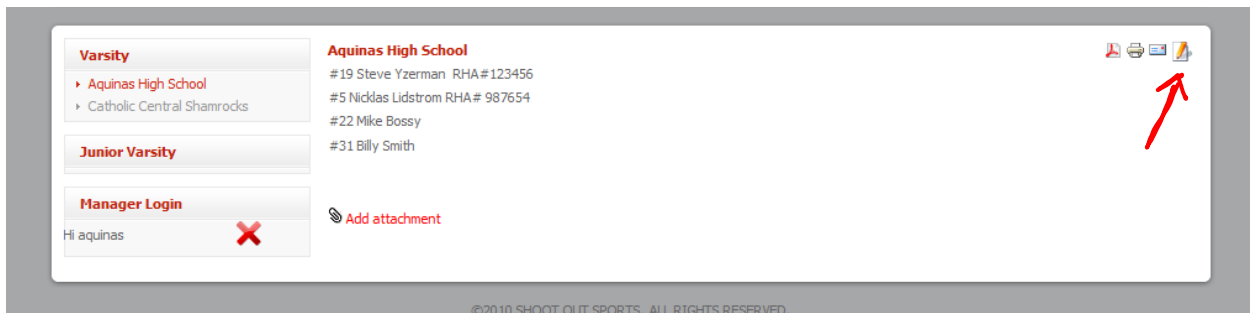 Varsity
Aquinas High School
Catholic Central Shamrocks
Junior Varsity
Manager Login
Hi aquinas
Aquinas High School
#19 Steve Yzerman RHA#123456
#5 Nicklas Lidstrom RHA# 987654
#22 Mike Bossy
#31 Billy Smith
Add attachment
©2010 SHOOT OUT SPORTS. ALL RIGHTS RESERVED.